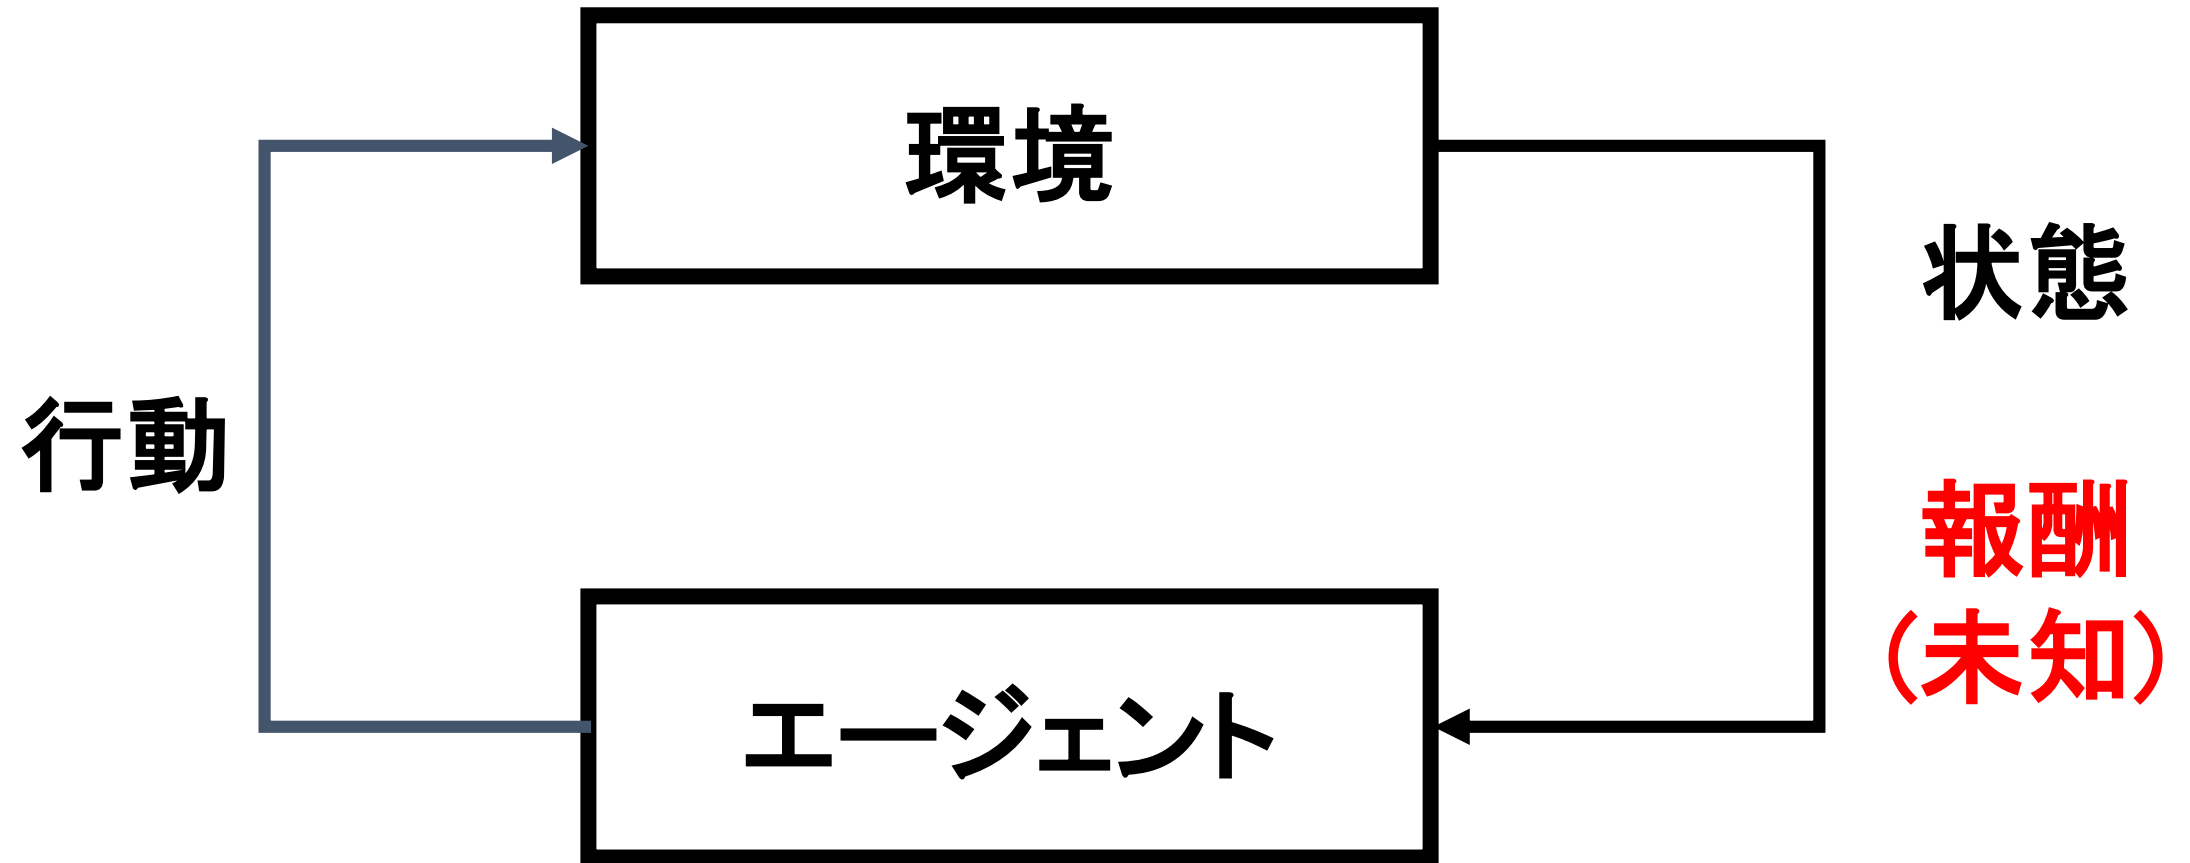 環境
状態
行動
報酬
（未知）
エージェント